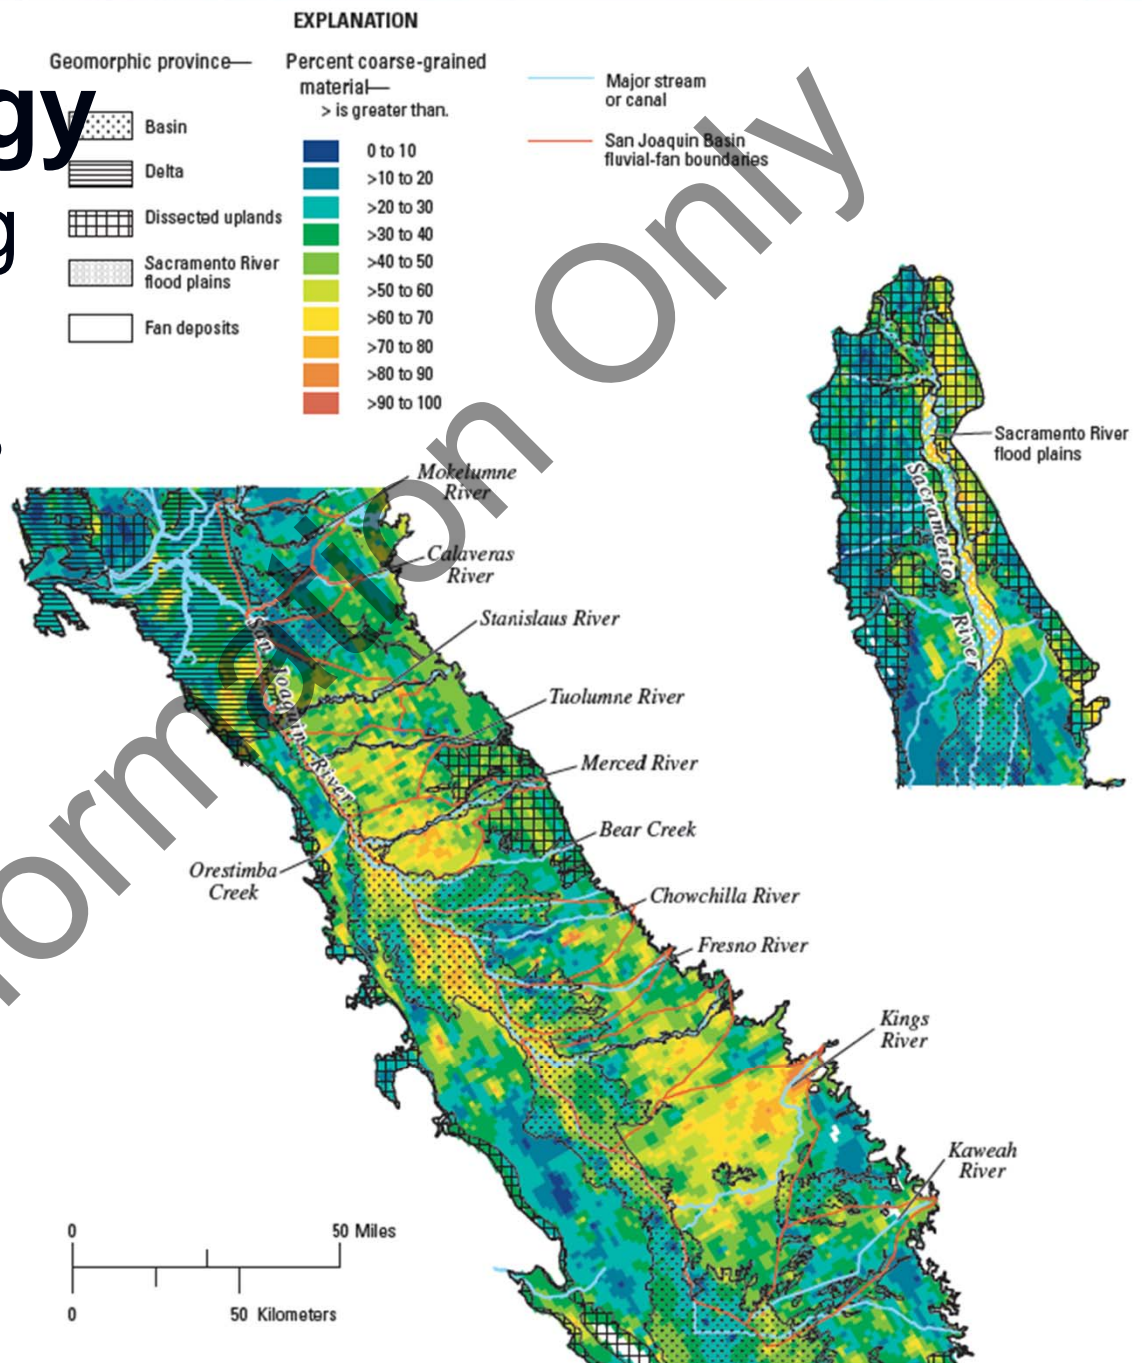 EXPLANATION
Geomorphic province—
Basin
Delta
Dissected uplands
Sacramento River
flood plains
Fan deposits
Percent coarse-grained
material—
> is greater than.
0 to 10
>10 to 20
>20 to 30
>30 to 40
>40 to 50
>50 to 60
>60 to 70
>70 to 80
>80 to 90
>90 to 100
Major stream
or canal
San Joaquin Basin
fluvial-fan boundaries
gy
g
Only
Sacramento River
flood plains
Sacramento River
Mokelumne
River
Calaveras
River
Stanislaus River
San Joaquin River
Tuolumne River
Merced River
Bear Creek
Orestimba
Creek
Chowchilla River
Fresno River
Kings
River
Kaweah
River
0 50 Miles
0 50 Kilometers
formation